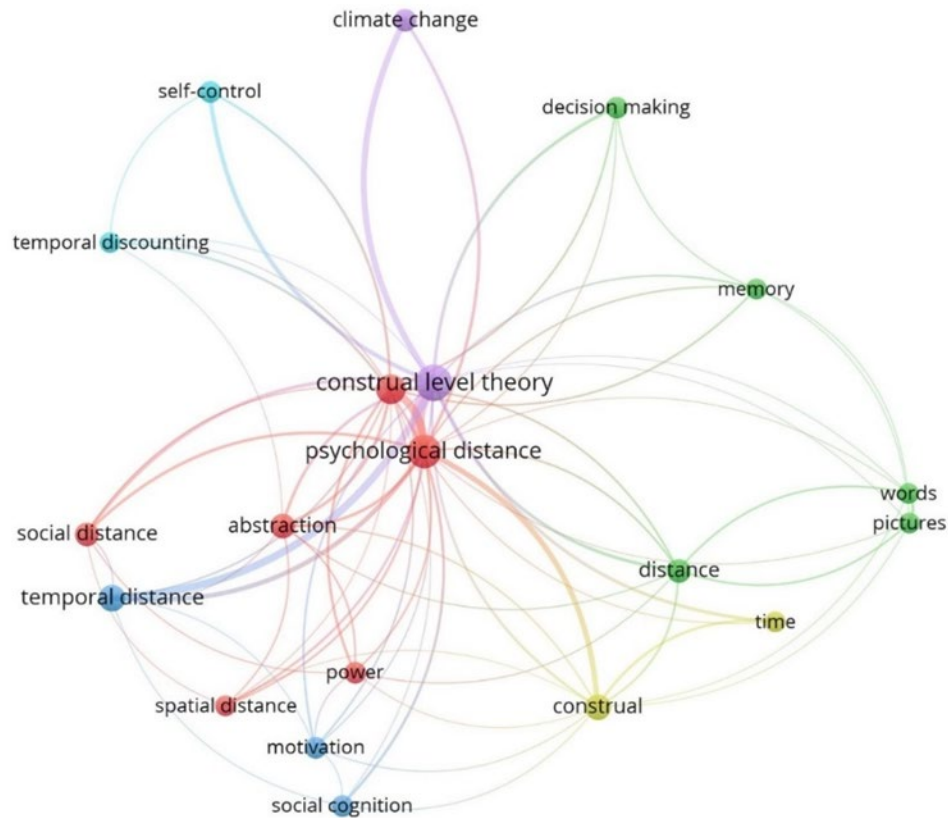 climate change
self-control
decision making
temporal discounting
memory
construal level theory
psychological distance
words
pictures
social distance
abstraction
distance
temporal distance
time
power
spatial distance
construal
motivation
social cognition